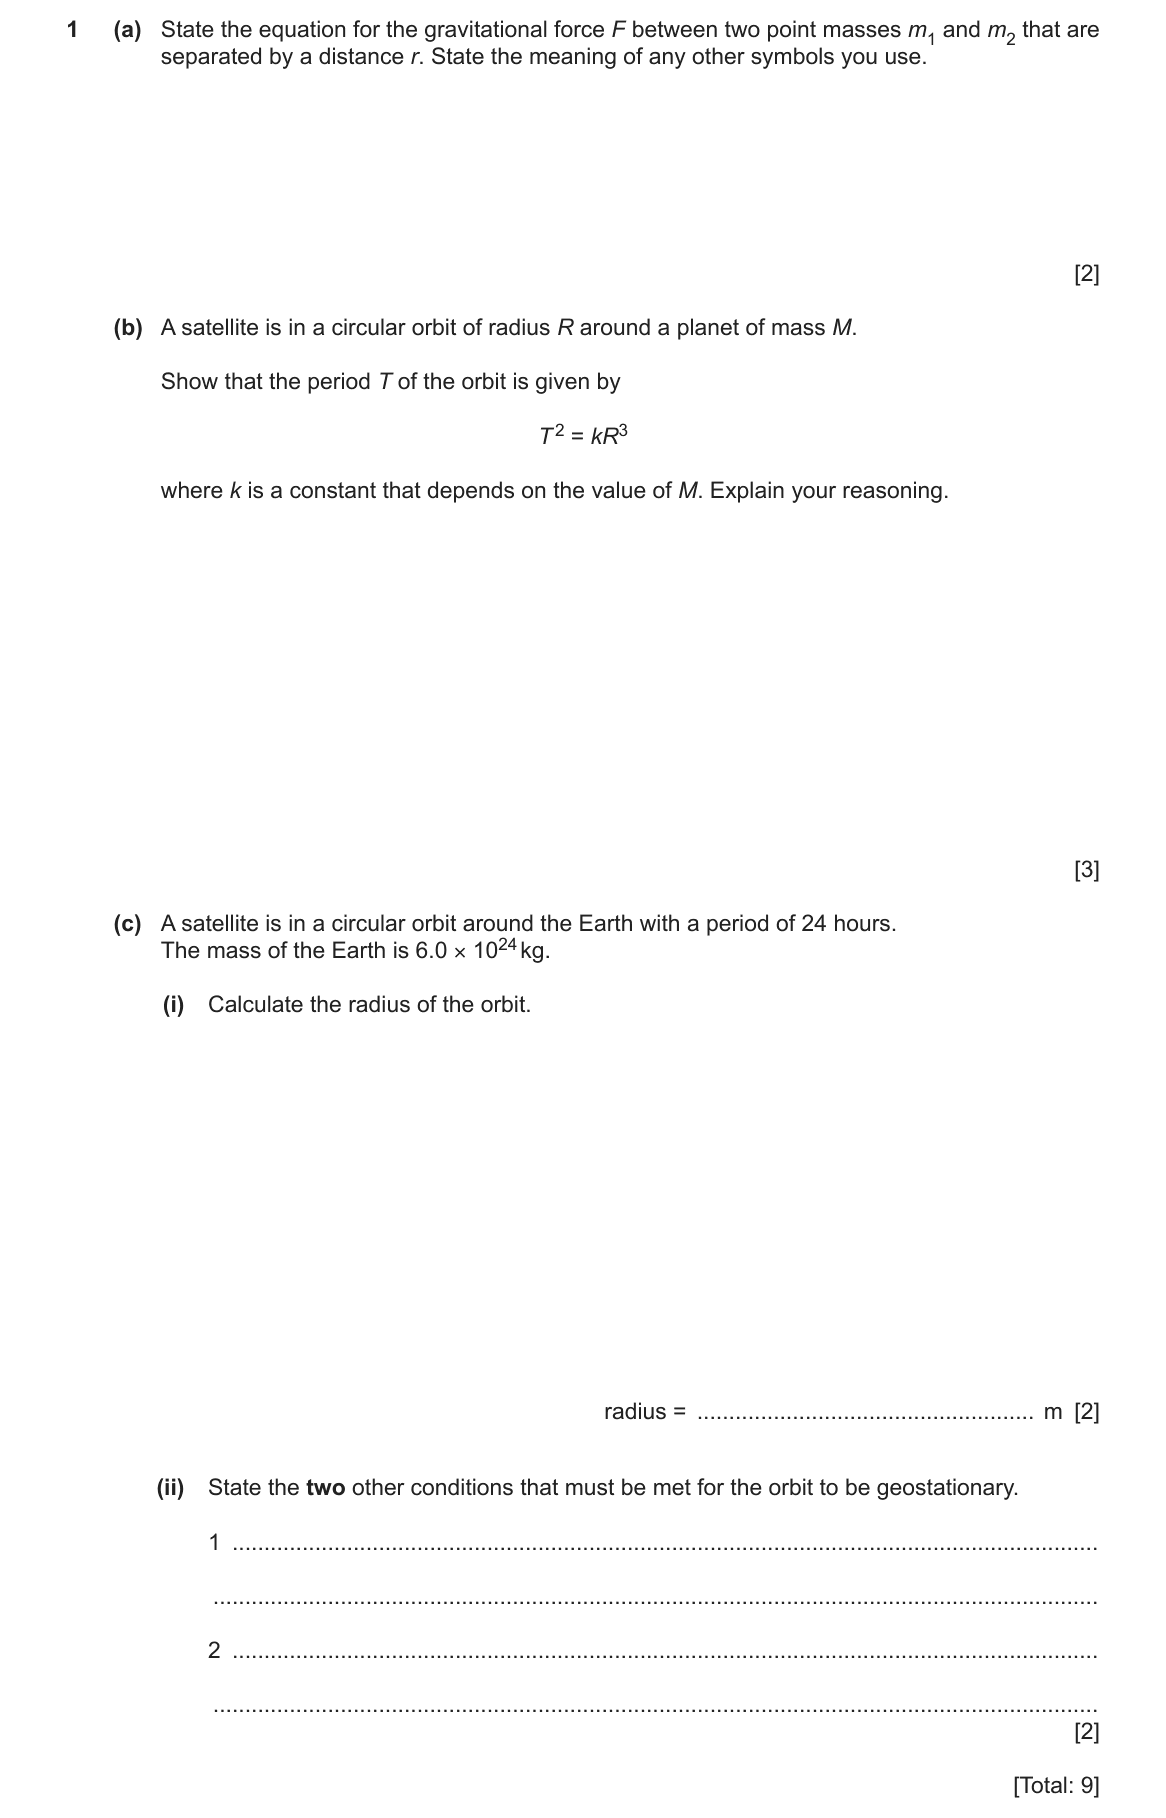 1 (a) State the equation for the gravitational force F between two point masses m₁ and m₂ that are
separated by a distance r. State the meaning of any other symbols you use.
[2]
(b) A satellite is in a circular orbit of radius R around a planet of mass M.
Show that the period T of the orbit is given by
T² = kR³
where k is a constant that depends on the value of M. Explain your reasoning.
[3]
(c) A satellite is in a circular orbit around the Earth with a period of 24 hours.
The mass of the Earth is 6.0 × 10²⁴ kg.
(i) Calculate the radius of the orbit.
radius = ..................................................... m [2]
(ii) State the two other conditions that must be met for the orbit to be geostationary.
1 ........................................................................................................................................
...........................................................................................................................................
2 ........................................................................................................................................
...........................................................................................................................................
[2]
[Total: 9]